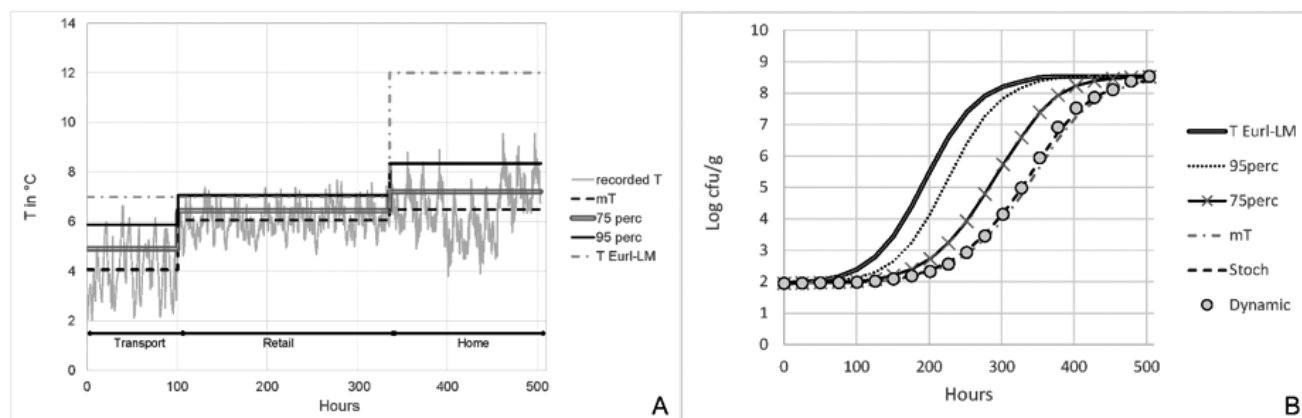 14
12
10
8
6
4
2
0
T in °C
0 100 200 300 400 500
Hours
Transport Retail Home
recorded T
mT
75 perc
95 perc
T Eurl-LM
A
10
9
8
7
6
5
4
3
2
1
0
Log cfu/g
0 100 200 300 400 500
Hours
T Eurl-LM
95perc
75perc
mT
Stoch
Dynamic
B